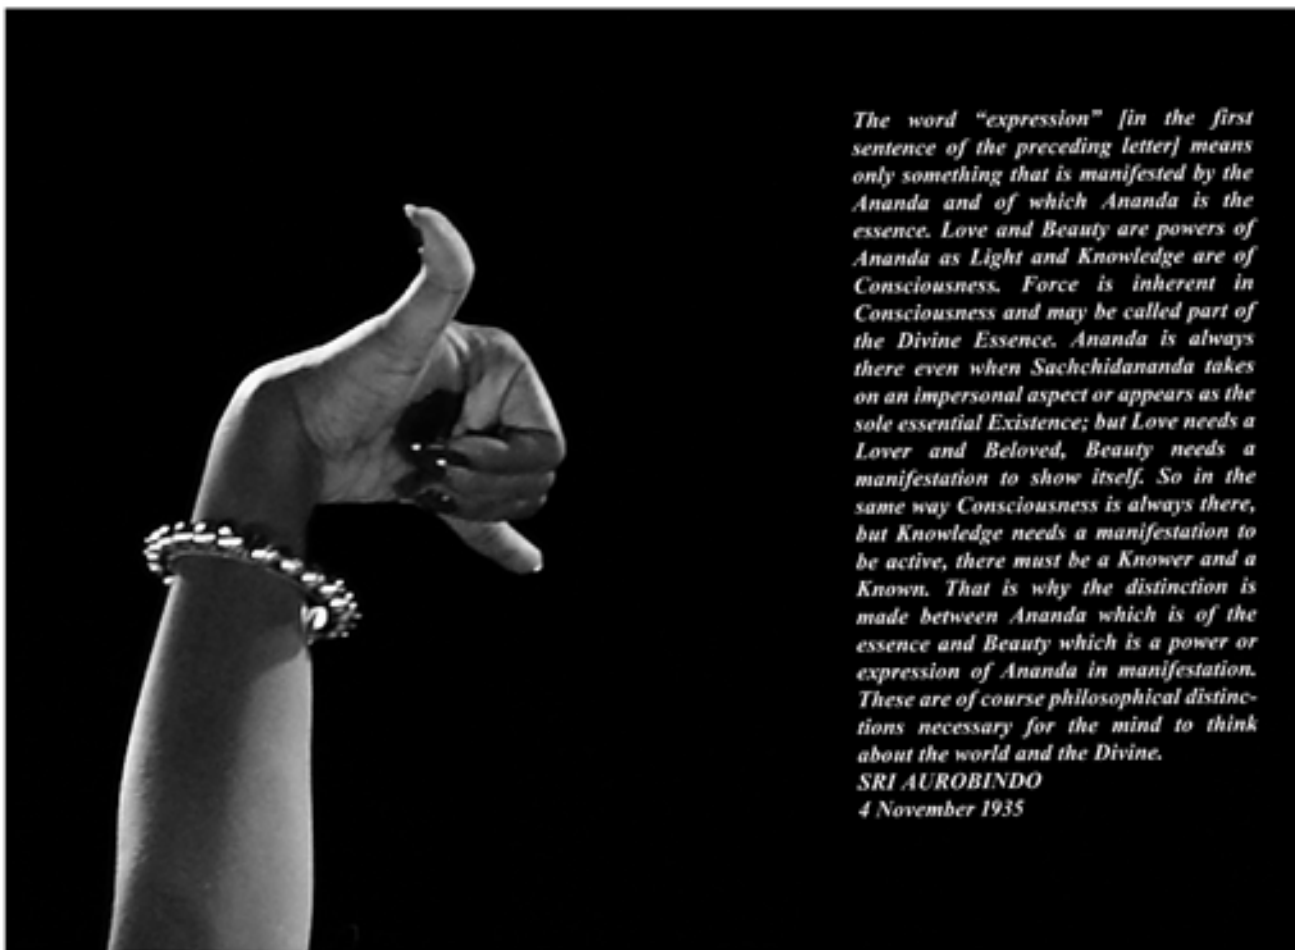 The word “expression” [in the first
sentence of the preceding letter] means
only something that is manifested by the
Ananda and of which Ananda is the
essence. Love and Beauty are powers of
Ananda as Light and Knowledge are of
Consciousness. Force is inherent in
Consciousness and may be called part of
the Divine Essence. Ananda is always
there even when Sachchidananda takes
on an impersonal aspect or appears as the
sole essential Existence; but Love needs a
Lover and Beloved, Beauty needs a
manifestation to show itself. So in the
same way Consciousness is always there,
but Knowledge needs a manifestation to
be active, there must be a Knower and a
Known. That is why the distinction is
made between Ananda which is of the
essence and Beauty which is a power or
expression of Ananda in manifestation.
These are of course philosophical distinc-
tions necessary for the mind to think
about the world and the Divine.
SRI AUROBINDO
4 November 1935